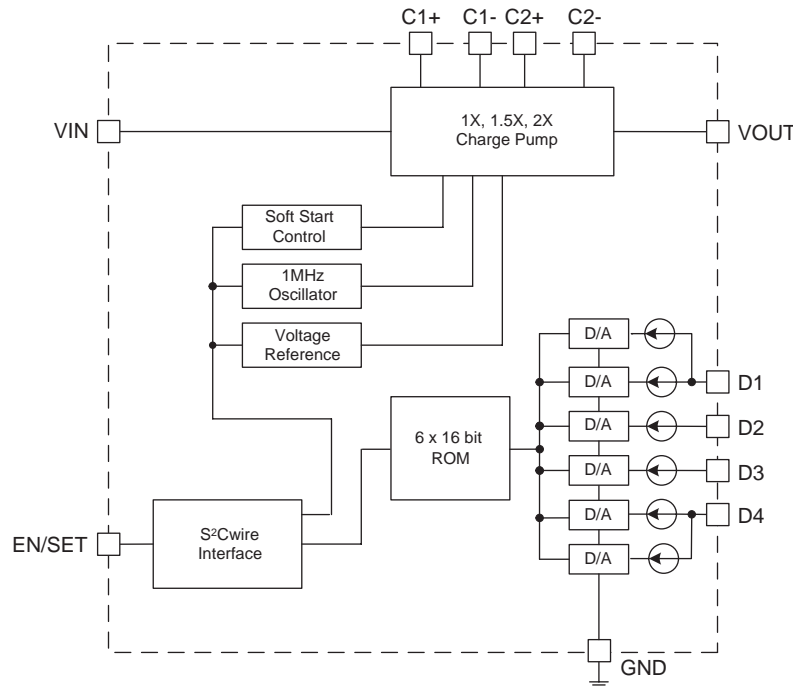 C1+ C1- C2+ C2-
VIN
1X, 1.5X, 2X
Charge Pump
VOUT
Soft Start
Control
1MHz
Oscillator
Voltage
Reference
D/A
D/A
D1
D/A
D2
6 x 16 bit
ROM
D/A
D3
D/A
D4
D/A
EN/SET
S²Cwire
Interface
GND